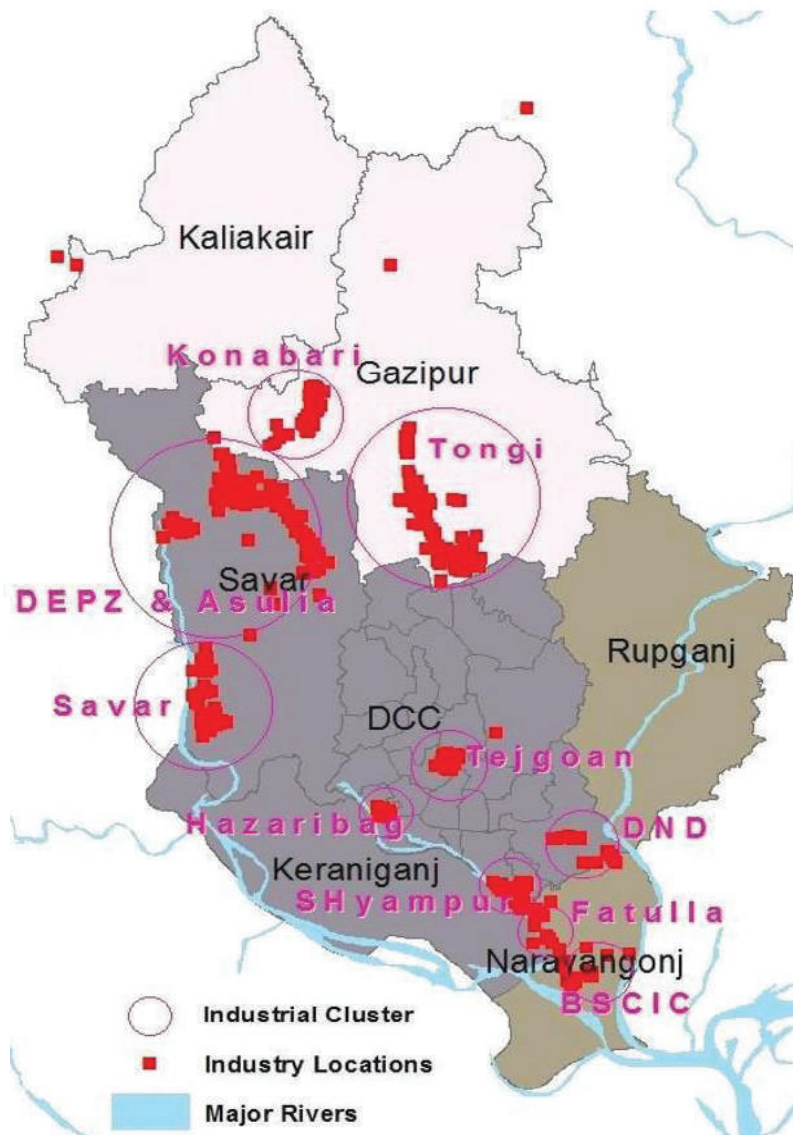 Kaliakair
Konabari
Gazipur
Tongi
Savar
DEPZ & Asulia
Rupganj
Savar
DCC
Tejgoan
Hazaribag
DND
Keraniganj
SHyampur
Fatulla
Narayangonj
BSCIC
Industrial Cluster
Industry Locations
Major Rivers